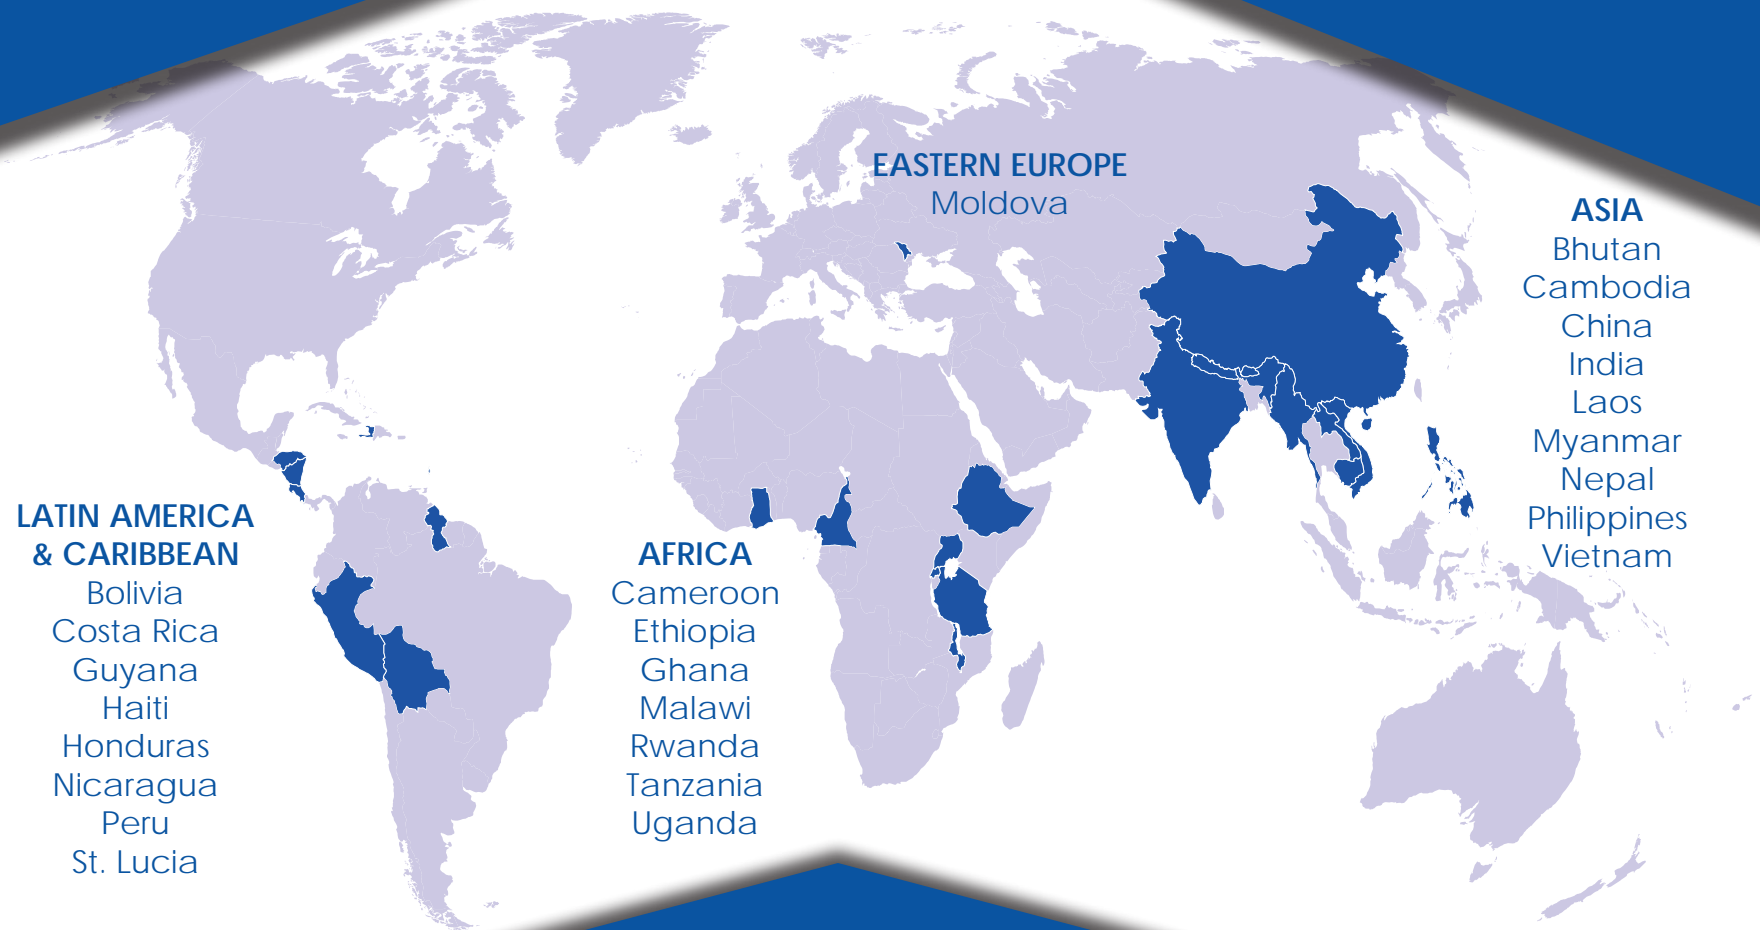 EASTERN EUROPE
Moldova
ASIA
Bhutan
Cambodia
China
India
Laos
Myanmar
Nepal
Philippines
Vietnam
LATIN AMERICA
& CARIBBEAN
Bolivia
Costa Rica
Guyana
Haiti
Honduras
Nicaragua
Peru
St. Lucia
AFRICA
Cameroon
Ethiopia
Ghana
Malawi
Rwanda
Tanzania
Uganda